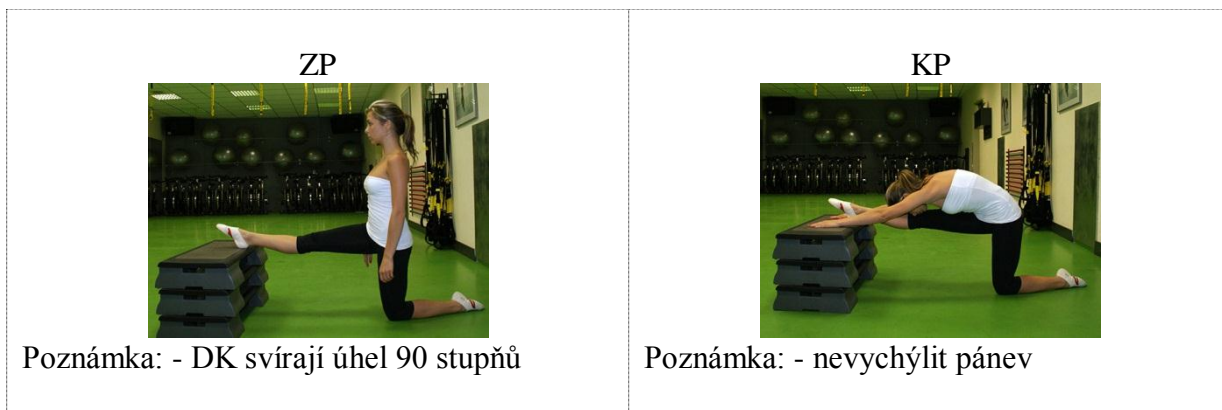 ZP
Poznámka: - DK svírají úhel 90 stupňů
KP
Poznámka: - nevychýlit pánev